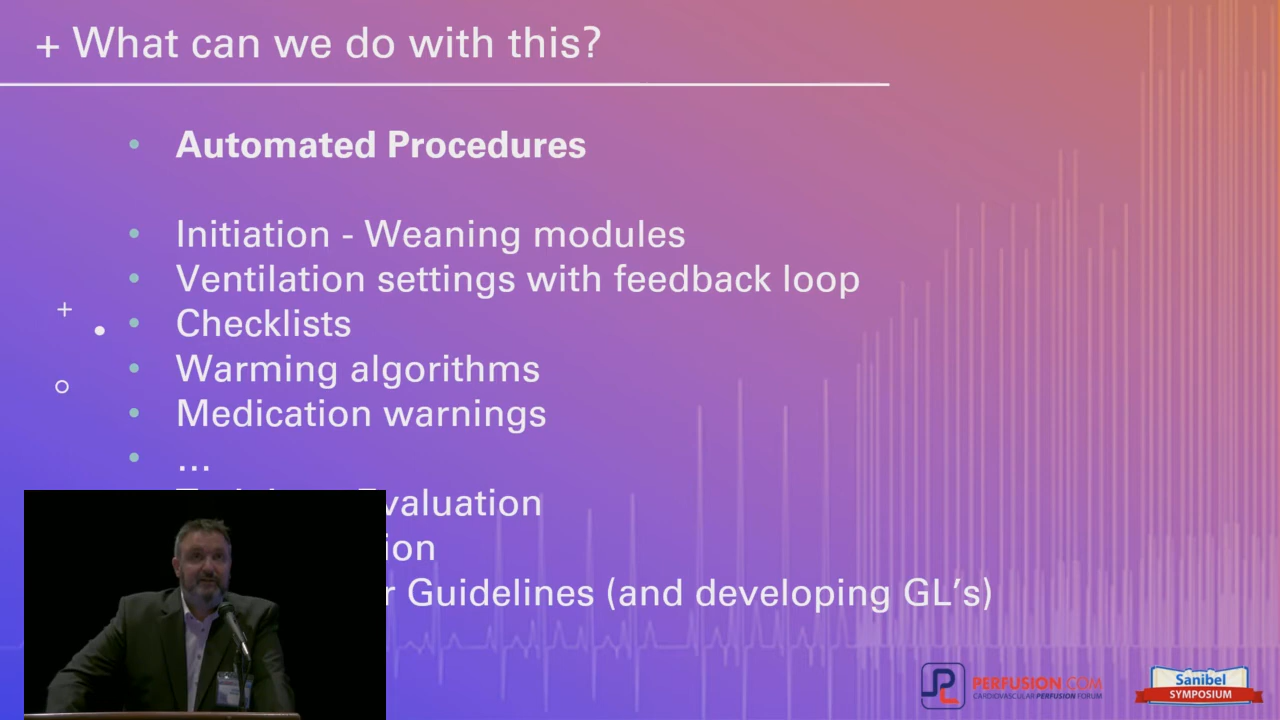 + What can we do with this?
• Automated Procedures
• Initiation - Weaning modules
• Ventilation settings with feedback loop
• Checklists
• Warming algorithms
• Medication warnings
• ...
Evaluation
Guidelines (and developing GL's)
PERFUSION.COM
CARDIOVASCULAR PERFUSION FORUM
Sanibel
SYMPOSIUM